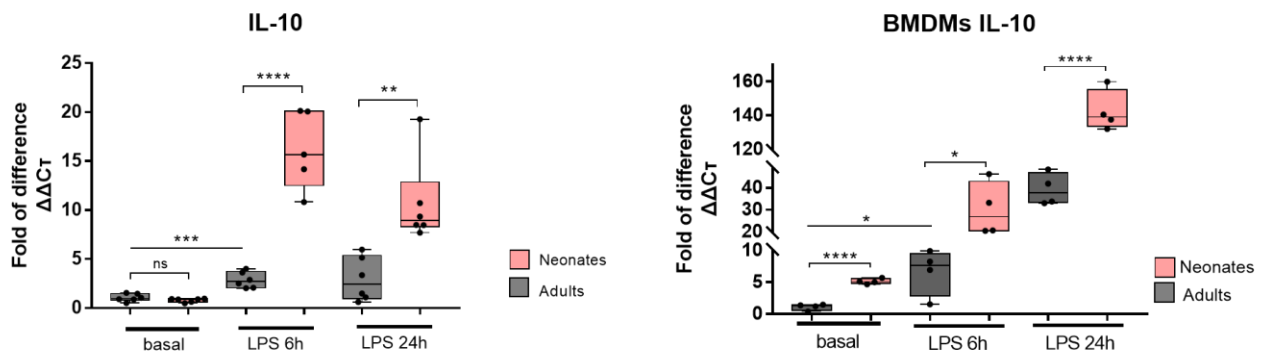 IL-10
Fold of difference
ΔΔCᴛ
25
20
15
10
5
0
****
**
***
ns
basal
LPS 6h
LPS 24h
Neonates
Adults
BMDMs IL-10
Fold of difference
ΔΔCᴛ
160
140
120
40
30
20
10
5
0
****
*
*
****
basal
LPS 6h
LPS 24h
Neonates
Adults